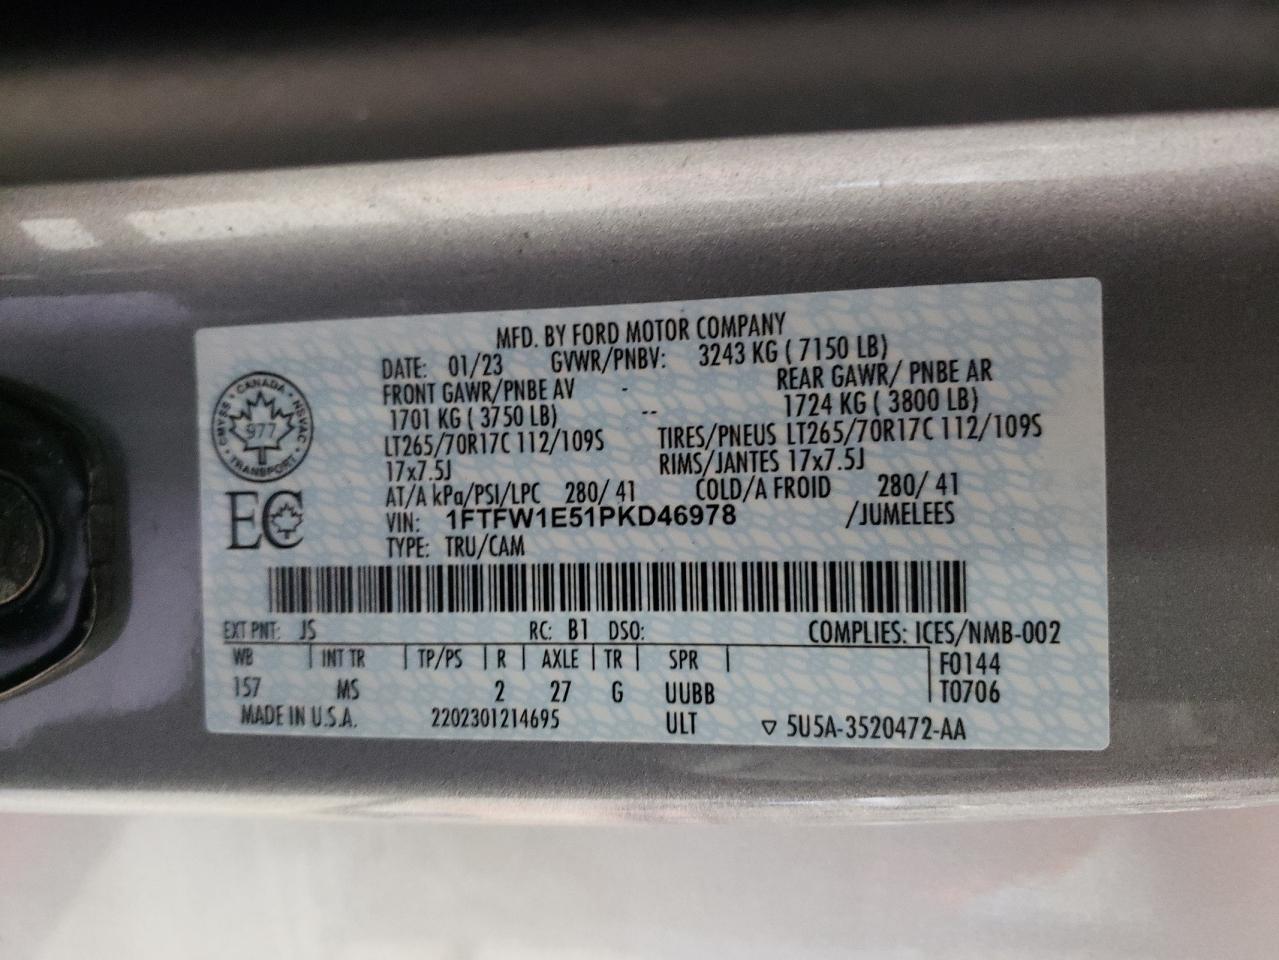 MFD. BY FORD MOTOR COMPANY
DATE: 01/23 GVWR/PNBV: 3243 KG ( 7150 LB)
FRONT GAWR/PNBE AV - REAR GAWR/ PNBE AR
1701 KG ( 3750 LB) -- 1724 KG ( 3800 LB)
LT265/70R17C 112/109S TIRES/PNEUS LT265/70R17C 112/109S
17x7.5J RIMS/JANTES 17x7.5J
AT/A kPa/PSI/LPC 280/ 41 COLD/A FROID 280/ 41
VIN: 1FTFW1E51PKD46978 /JUMELEES
TYPE: TRU/CAM
CANADA
CMVSS NSVAC
977
TRANSPORT
EC
EXT PNT: JS RC: B1 DSO: COMPLIES: ICES/NMB-002
WB INT TR TP/PS R AXLE TR SPR F0144
157 MS 2 27 G UUBB T0706
MADE IN U.S.A. 2202301214695 ULT ▽ 5U5A-3520472-AA